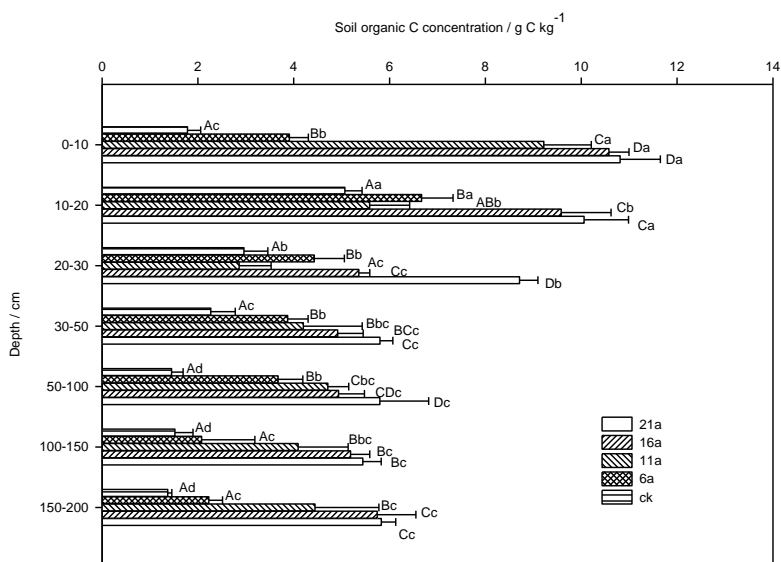 Soil organic C concentration / g C kg-1
0 2 4 6 8 10 12 14
Depth / cm
0-10
Ac
Bb
Ca
Da
Da
10-20
Aa
Ba
ABb
Cb
Ca
20-30
Ab
Bb
Ac
Cc
Db
30-50
Ac
Bb
Bbc
BCc
Cc
50-100
Ad
Bb
Cbc
CDc
Dc
100-150
Ad
Ac
Bbc
Bc
Bc
150-200
Ad
Ac
Bc
Cc
Cc
21a
16a
11a
6a
ck